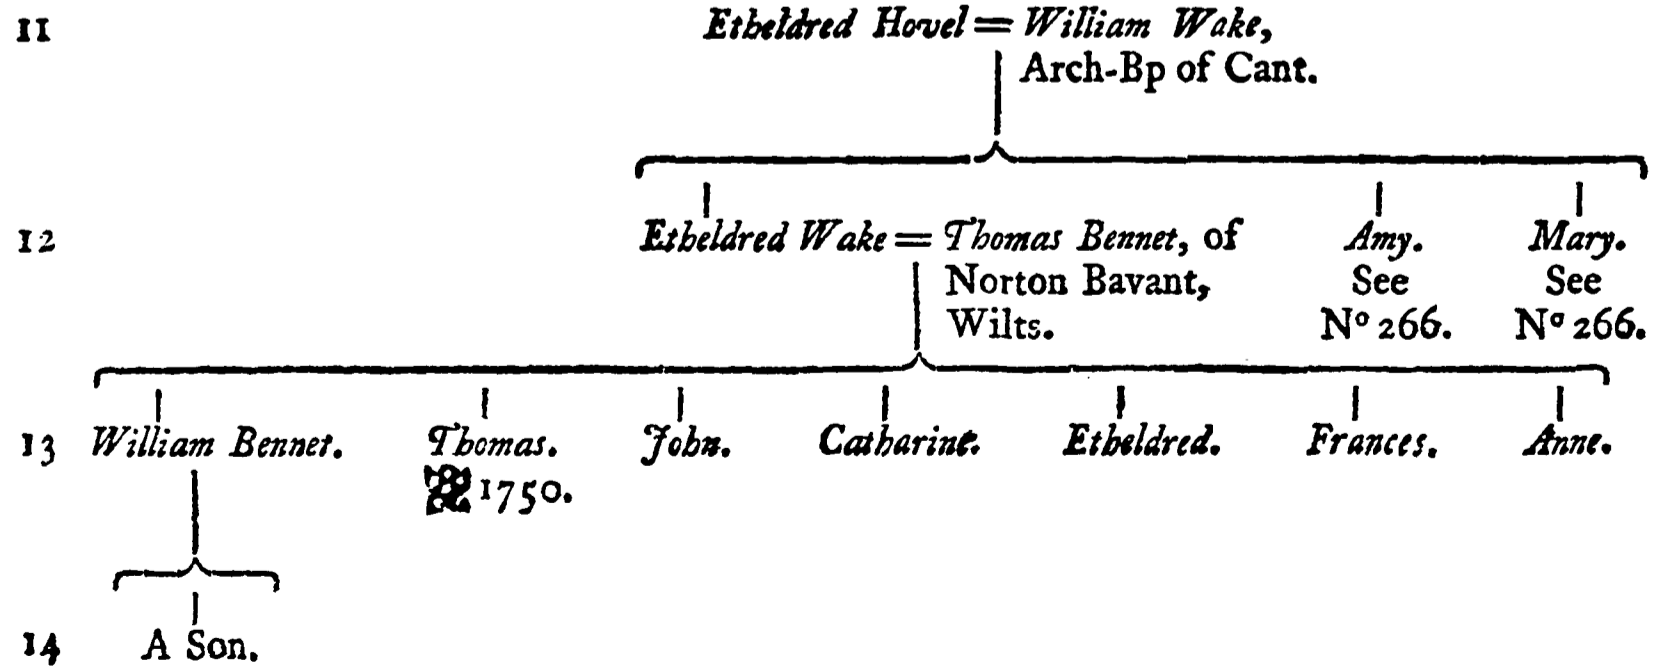 11 Etheldred Hovel = William Wake,
Arch-Bp of Cant.
12 Etheldred Wake = Thomas Bennet, of Amy. Mary.
Norton Bavant, See See
Wilts. Nº 266. Nº 266.
13 William Bennet. Thomas. John. Catharine. Etheldred. Frances. Anne.
1750.
14 A Son.